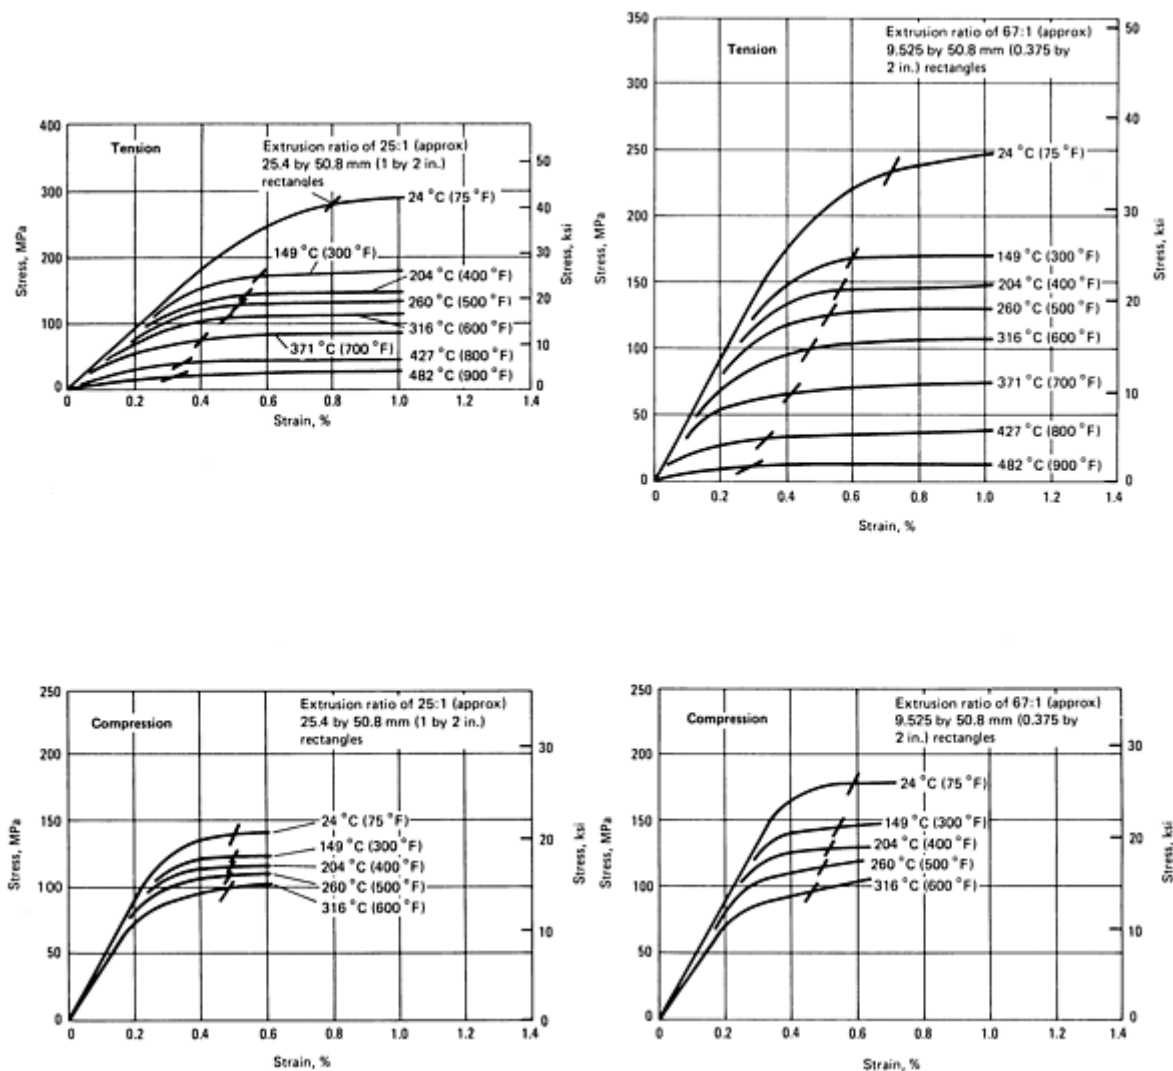 400
300
200
100
0
Stress, MPa
Tension
Extrusion ratio of 25:1 (approx)
25.4 by 50.8 mm (1 by 2 in.)
rectangles
24 °C (75 °F)
149 °C (300 °F)
204 °C (400 °F)
260 °C (500 °F)
316 °C (600 °F)
371 °C (700 °F)
427 °C (800 °F)
482 °C (900 °F)
50
40
30
20
10
0
Stress, ksi
0 0.2 0.4 0.6 0.8 1.0 1.2 1.4
Strain, %
350
300
250
200
150
100
50
0
Stress, MPa
Tension
Extrusion ratio of 67:1 (approx)
9.525 by 50.8 mm (0.375 by
2 in.) rectangles
24 °C (75 °F)
149 °C (300 °F)
204 °C (400 °F)
260 °C (500 °F)
316 °C (600 °F)
371 °C (700 °F)
427 °C (800 °F)
482 °C (900 °F)
50
40
30
20
10
0
Stress, ksi
0 0.2 0.4 0.6 0.8 1.0 1.2 1.4
Strain, %
250
200
150
100
50
0
Stress, MPa
Compression
Extrusion ratio of 25:1 (approx)
25.4 by 50.8 mm (1 by 2 in.)
rectangles
24 °C (75 °F)
149 °C (300 °F)
204 °C (400 °F)
260 °C (500 °F)
316 °C (600 °F)
30
20
10
0
Stress, ksi
0 0.2 0.4 0.6 0.8 1.0 1.2 1.4
Strain, %
250
200
150
100
50
0
Stress, MPa
Compression
Extrusion ratio of 67:1 (approx)
9.525 by 50.8 mm (0.375 by
2 in.) rectangles
24 °C (75 °F)
149 °C (300 °F)
204 °C (400 °F)
260 °C (500 °F)
316 °C (600 °F)
30
20
10
0
Stress, ksi
0 0.2 0.4 0.6 0.8 1.0 1.2 1.4
Strain, %